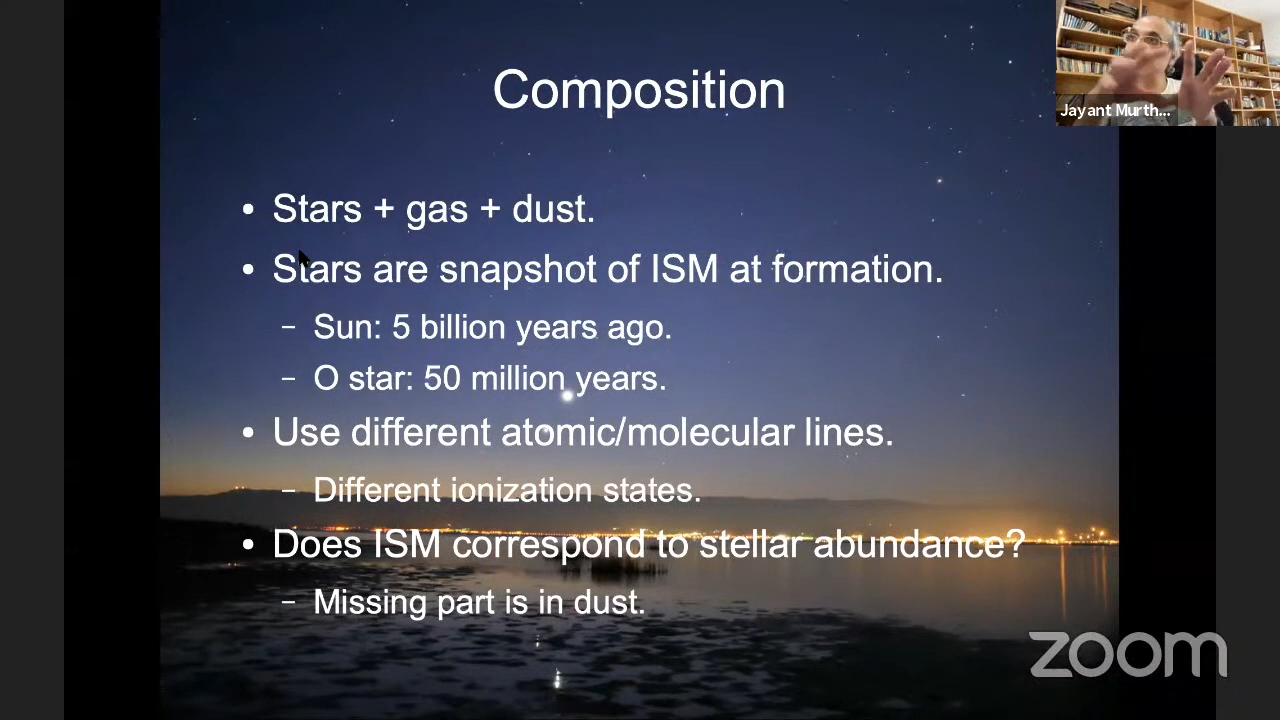 Composition
Jayant Murth...
• Stars + gas + dust.
• Stars are snapshot of ISM at formation.
– Sun: 5 billion years ago.
– O star: 50 million years.
• Use different atomic/molecular lines.
– Different ionization states.
• Does ISM correspond to stellar abundance?
– Missing part is in dust.
zoom